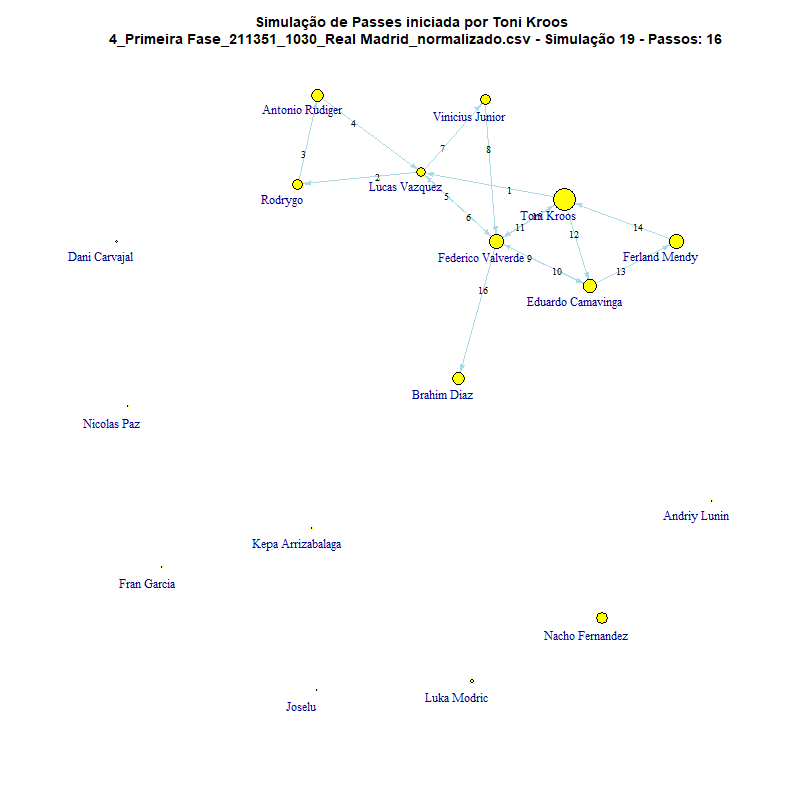 Simulação de Passes iniciada por Toni Kroos
4_Primeira Fase_211351_1030_Real Madrid_normalizado.csv - Simulação 19 - Passos: 16
Antonio Rudiger
Vinicius Junior
4
7
8
3
2
Lucas Vazquez
1
Rodrygo
5
6
Toni Kroos
11
12
14
Dani Carvajal
Federico Valverde
9
10
13
Ferland Mendy
16
Eduardo Camavinga
Brahim Diaz
Nicolas Paz
Andriy Lunin
Kepa Arrizabalaga
Fran Garcia
Nacho Fernandez
Luka Modric
Joselu